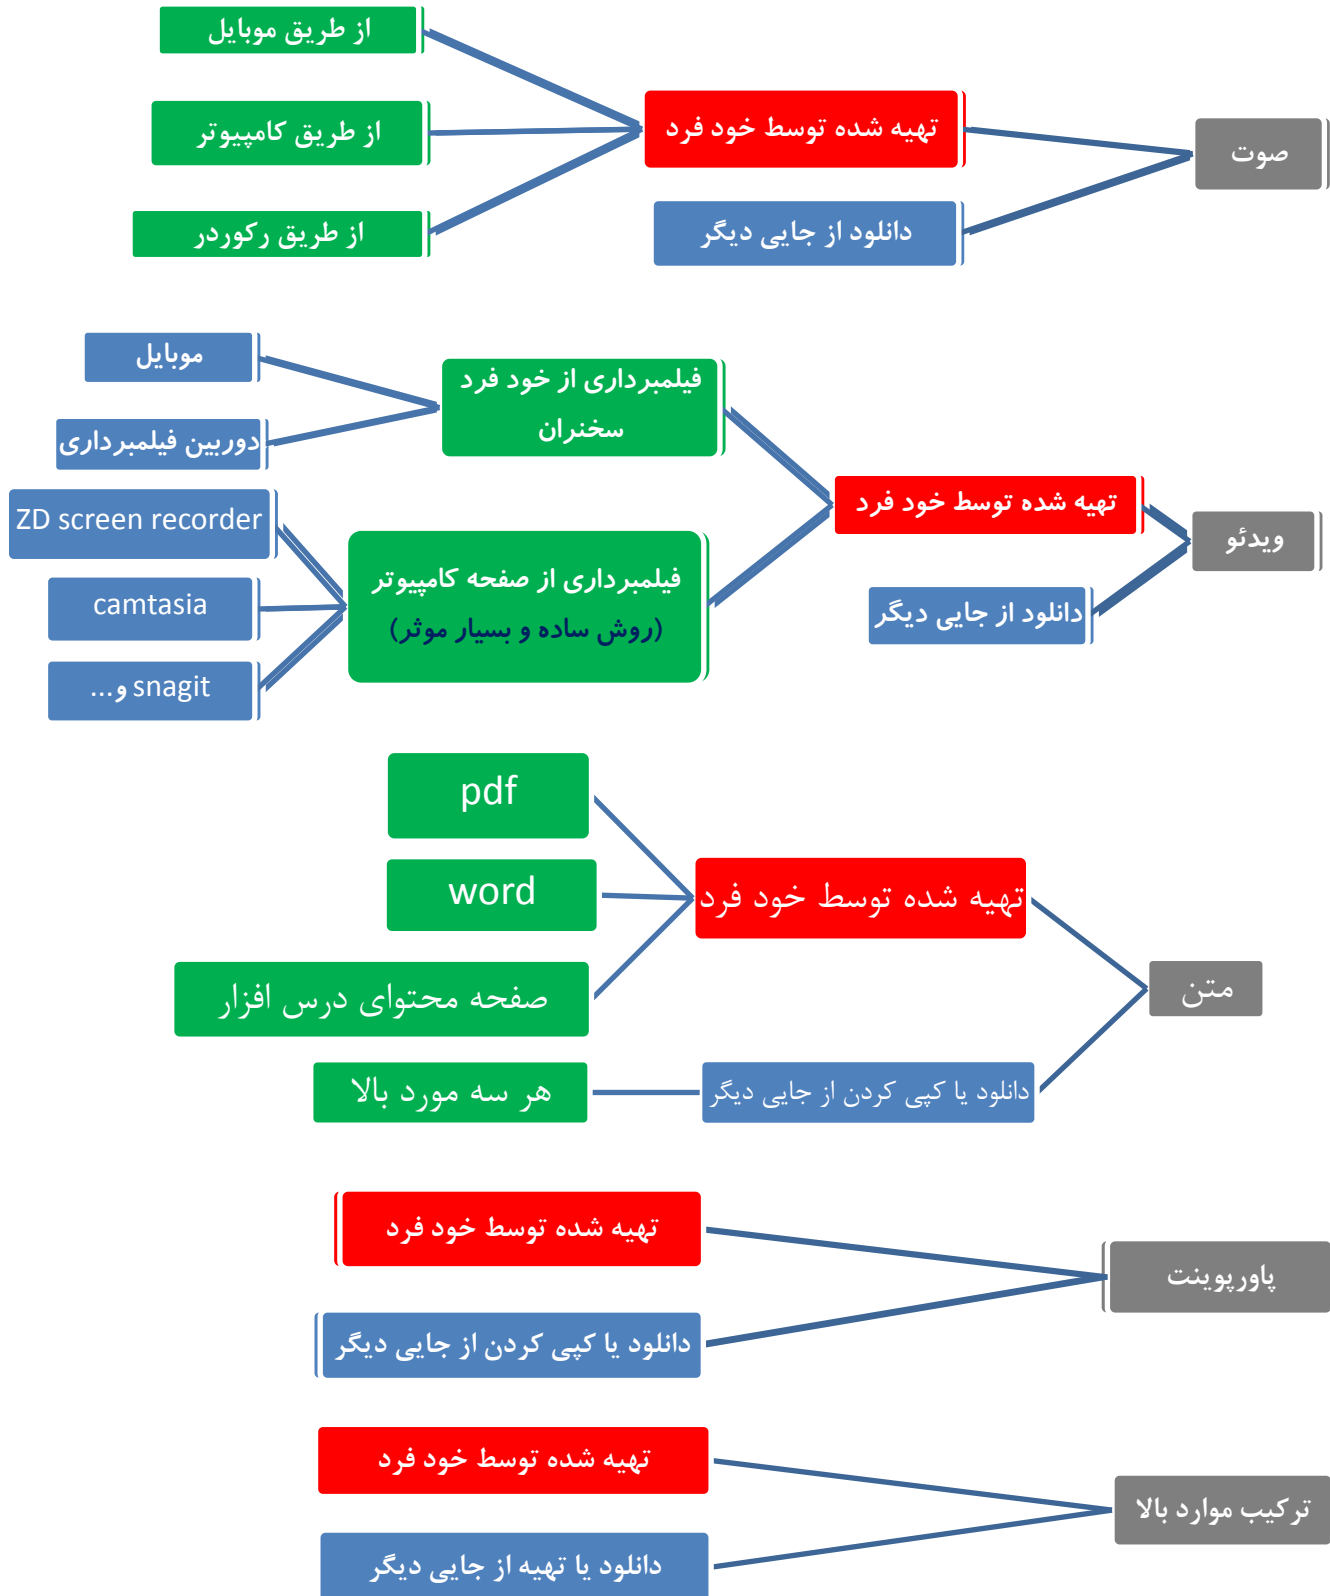 صوت
تهیه شده توسط خود فرد
از طریق موبایل
از طریق کامپیوتر
از طریق رکوردر
دانلود از جایی دیگر
ویدئو
تهیه شده توسط خود فرد
فیلمبرداری از خود فرد
سخنران
موبایل
دوربین فیلمبرداری
فیلمبرداری از صفحه کامپیوتر
(روش ساده و بسیار موثر)
ZD screen recorder
camtasia
snagit و...
دانلود از جایی دیگر
متن
تهیه شده توسط خود فرد
pdf
word
صفحه محتوای درس افزار
دانلود یا کپی کردن از جایی دیگر
هر سه مورد بالا
پاورپوینت
تهیه شده توسط خود فرد
دانلود یا کپی کردن از جایی دیگر
ترکیب موارد بالا
تهیه شده توسط خود فرد
دانلود یا تهیه از جایی دیگر